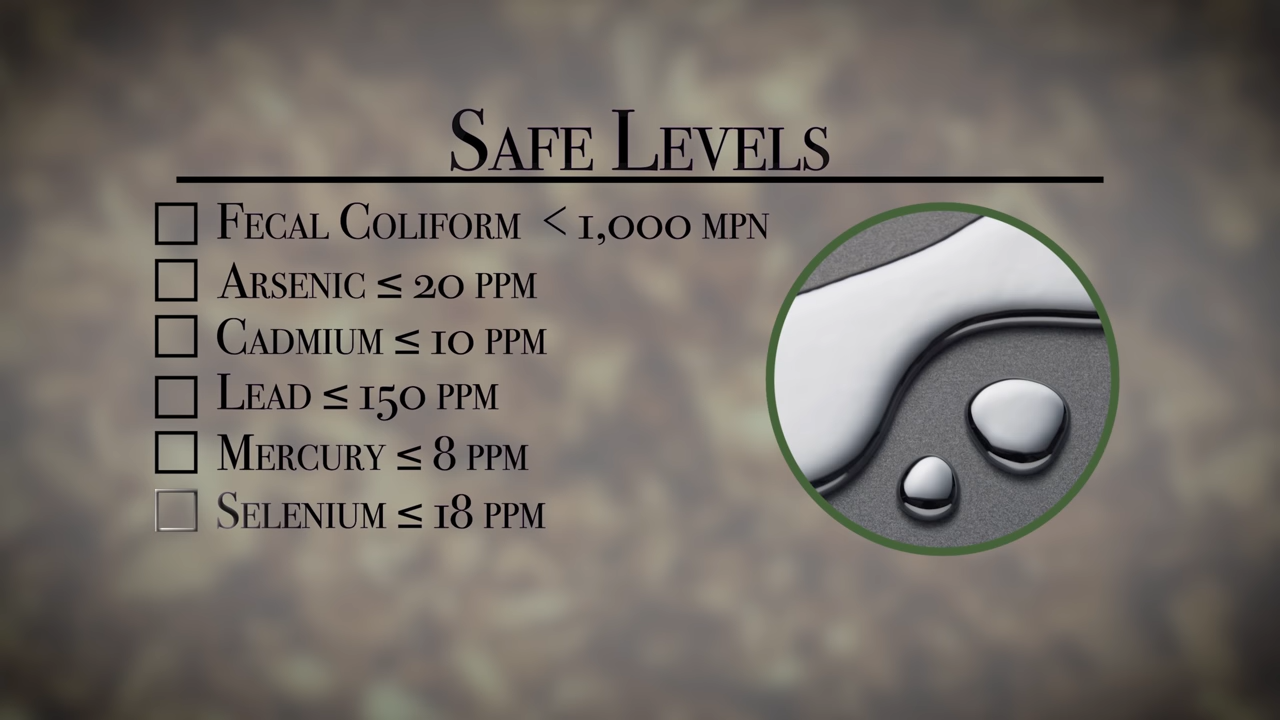 Safe Levels
Fecal Coliform < 1,000 MPN
Arsenic ≤ 20 PPM
Cadmium ≤ 10 PPM
Lead ≤ 150 PPM
Mercury ≤ 8 PPM
Selenium ≤ 18 PPM